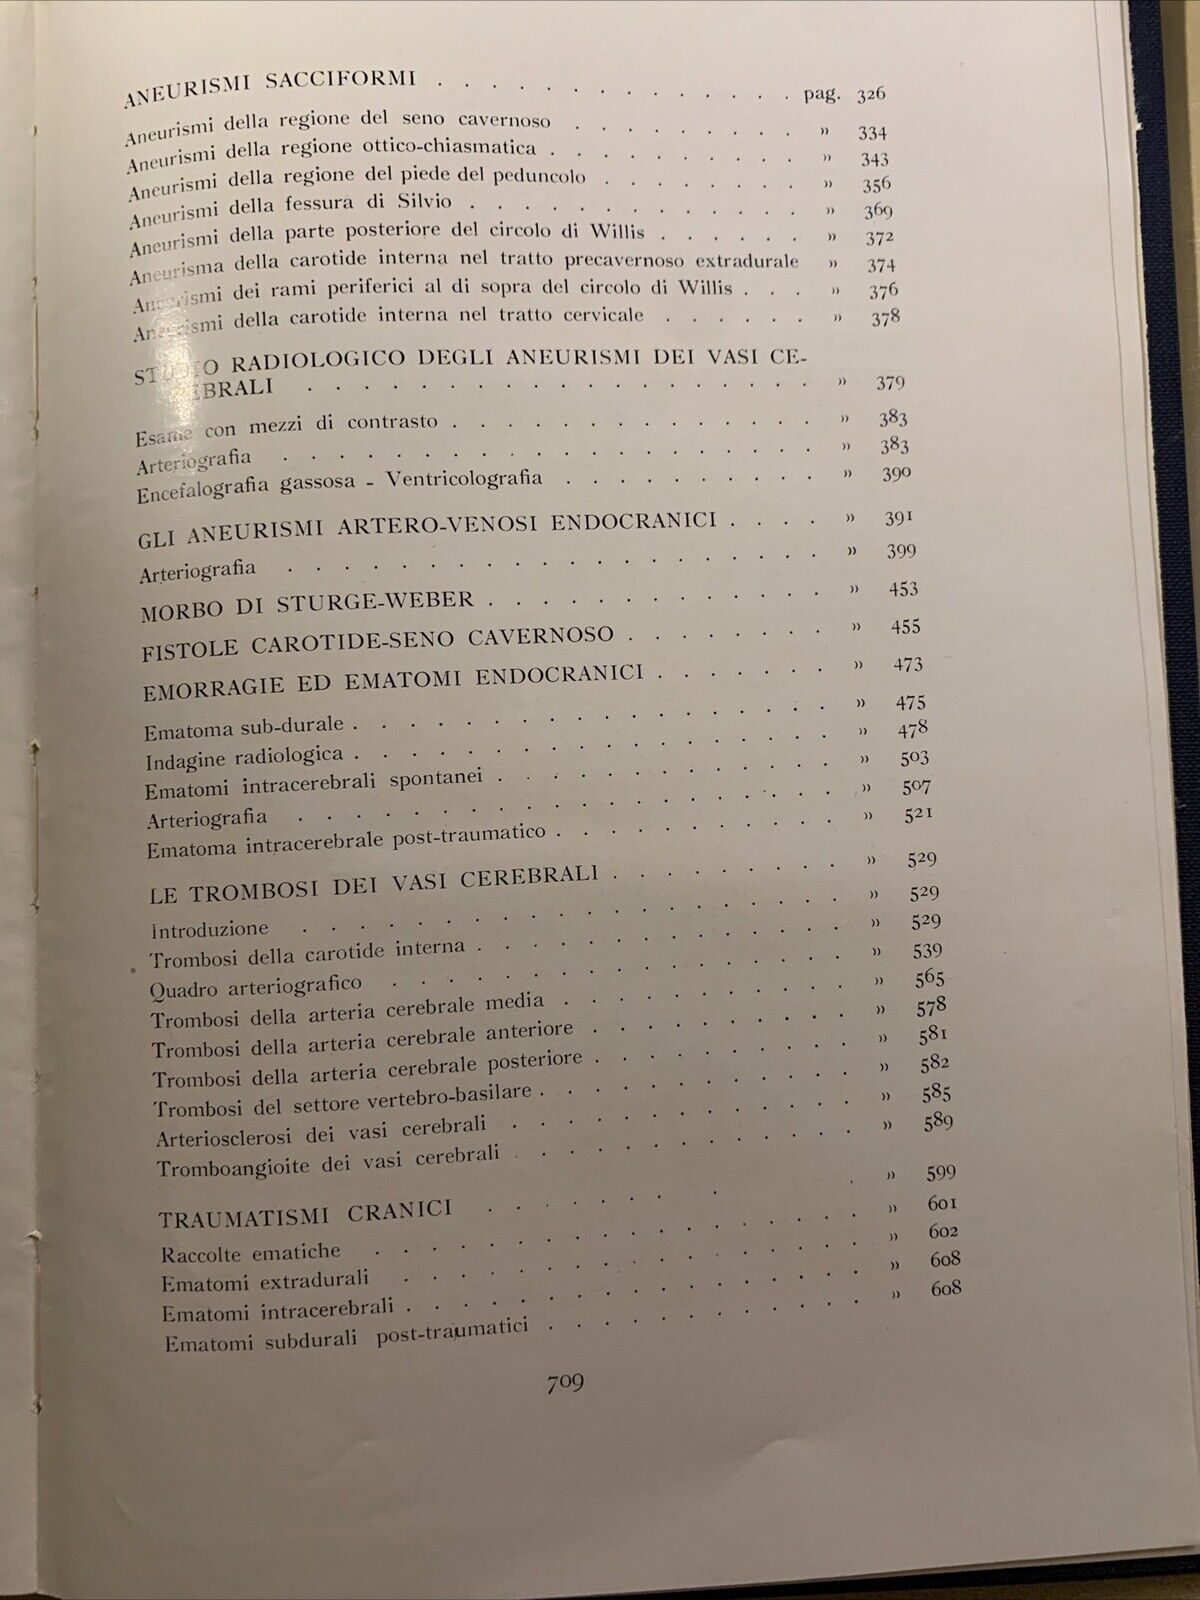 ANEURISMI SACCIFORMI . . . . . . . . . . . . . . pag. 326
Aneurismi della regione del seno cavernoso . . . . . . . . . » 334
Aneurismi della regione ottico-chiasmatica . . . . . . . . . . » 343
Aneurismi della regione del piede del peduncolo . . . . . . . . » 356
Aneurismi della fessura di Silvio . . . . . . . . . . . . . » 369
Aneurismi della parte posteriore del circolo di Willis . . . . . . » 372
Aneurisma della carotide interna nel tratto precavernoso extradurale » 374
Aneurismi dei rami periferici al di sopra del circolo di Willis . . . » 376
Aneurismi della carotide interna nel tratto cervicale . . . . . . » 378
STUDIO RADIOLOGICO DEGLI ANEURISMI DEI VASI CE-
REBRALI . . . . . . . . . . . . . . . . . . . » 379
Esame con mezzi di contrasto . . . . . . . . . . . . . . » 383
Arteriografia . . . . . . . . . . . . . . . . . . . . » 383
Encefalografia gassosa - Ventricolografia . . . . . . . . . . » 390
GLI ANEURISMI ARTERO-VENOSI ENDOCRANICI . . . . » 391
Arteriografia . . . . . . . . . . . . . . . . . . . . » 399
MORBO DI STURGE-WEBER . . . . . . . . . . . . . » 453
FISTOLE CAROTIDE-SENO CAVERNOSO . . . . . . . . » 455
EMORRAGIE ED EMATOMI ENDOCRANICI . . . . . . . » 473
Ematoma sub-durale . . . . . . . . . . . . . . . . . . » 475
Indagine radiologica . . . . . . . . . . . . . . . . . . » 478
Ematomi intracerebrali spontanei . . . . . . . . . . . . . » 503
Arteriografia . . . . . . . . . . . . . . . . . . . . » 507
Ematoma intracerebrale post-traumatico . . . . . . . . . . . » 521
LE TROMBOSI DEI VASI CEREBRALI . . . . . . . . . » 529
Introduzione . . . . . . . . . . . . . . . . . . . . » 529
Trombosi della carotide interna . . . . . . . . . . . . . . » 529
Quadro arteriografico . . . . . . . . . . . . . . . . . » 539
Trombosi della arteria cerebrale media . . . . . . . . . . . » 565
Trombosi della arteria cerebrale anteriore . . . . . . . . . . » 578
Trombosi della arteria cerebrale posteriore . . . . . . . . . . » 581
Trombosi del settore vertebro-basilare . . . . . . . . . . . . » 582
Arteriosclerosi dei vasi cerebrali . . . . . . . . . . . . . » 585
Tromboangioite dei vasi cerebrali . . . . . . . . . . . . . » 589
TRAUMATISMI CRANICI . . . . . . . . . » 599
Raccolte ematiche . . . . . . . . . . . . . . . . . . » 601
Ematomi extradurali . . . . . . . . . . . . . . . . . » 602
Ematomi intracerebrali . . . . . . . . . . . . . . . . . » 608
Ematomi subdurali post-traumatici . . . . . . . . . . . . » 608
709